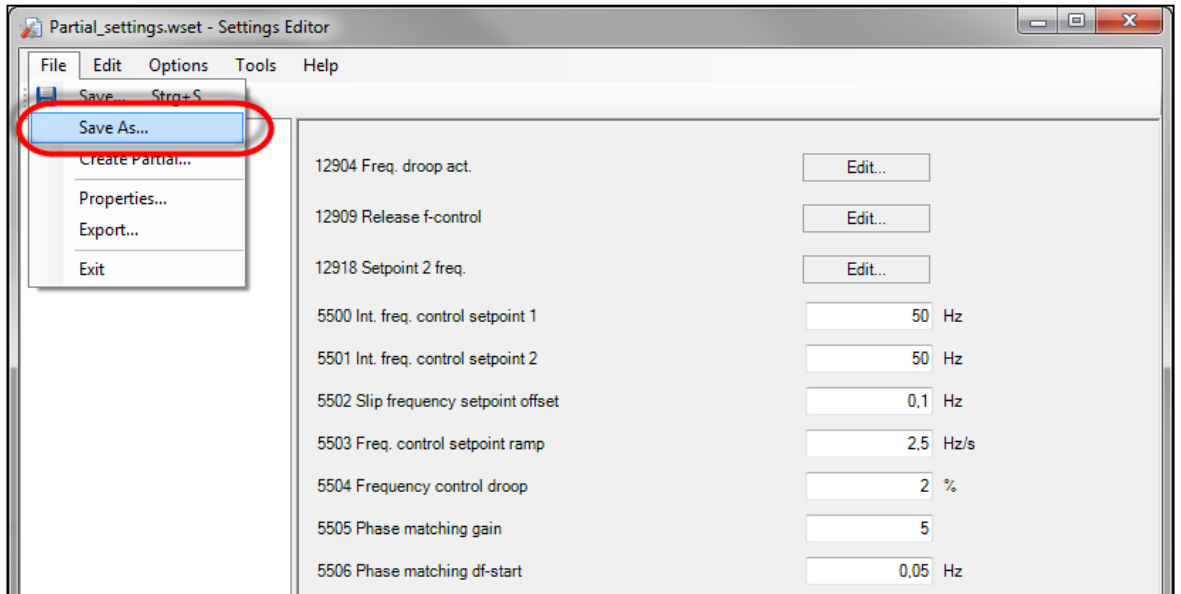 Partial_settings.wset - Settings Editor
File Edit Options Tools Help
Save... Strg+S
Save As...
Create Partial...
Properties...
Export...
Exit
12904 Freq. droop act. Edit...
12909 Release f-control Edit...
12918 Setpoint 2 freq. Edit...
5500 Int. freq. control setpoint 1 50 Hz
5501 Int. freq. control setpoint 2 50 Hz
5502 Slip frequency setpoint offset 0,1 Hz
5503 Freq. control setpoint ramp 2,5 Hz/s
5504 Frequency control droop 2 %
5505 Phase matching gain 5
5506 Phase matching df-start 0,05 Hz